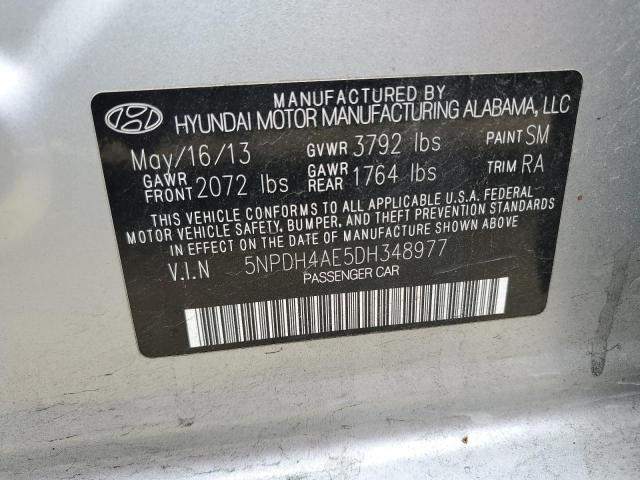 MANUFACTURED BY
HYUNDAI MOTOR MANUFACTURING ALABAMA, LLC
May/16/13 GVWR 3792 lbs PAINT SM
GAWR FRONT 2072 lbs GAWR REAR 1764 lbs TRIM RA
THIS VEHICLE CONFORMS TO ALL APPLICABLE U.S.A. FEDERAL
MOTOR VEHICLE SAFETY, BUMPER, AND THEFT PREVENTION STANDARDS
IN EFFECT ON THE DATE OF MANUFACTURE SHOWN ABOVE.
V.I.N 5NPDH4AE5DH348977
PASSENGER CAR